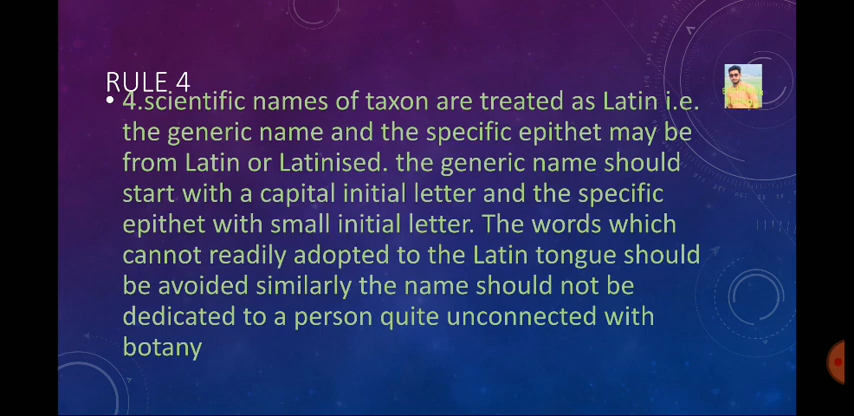 RULE 4
• 4.scientific names of taxon are treated as Latin i.e.
the generic name and the specific epithet may be
from Latin or Latinised. the generic name should
start with a capital initial letter and the specific
epithet with small initial letter. The words which
cannot readily adopted to the Latin tongue should
be avoided similarly the name should not be
dedicated to a person quite unconnected with
botany